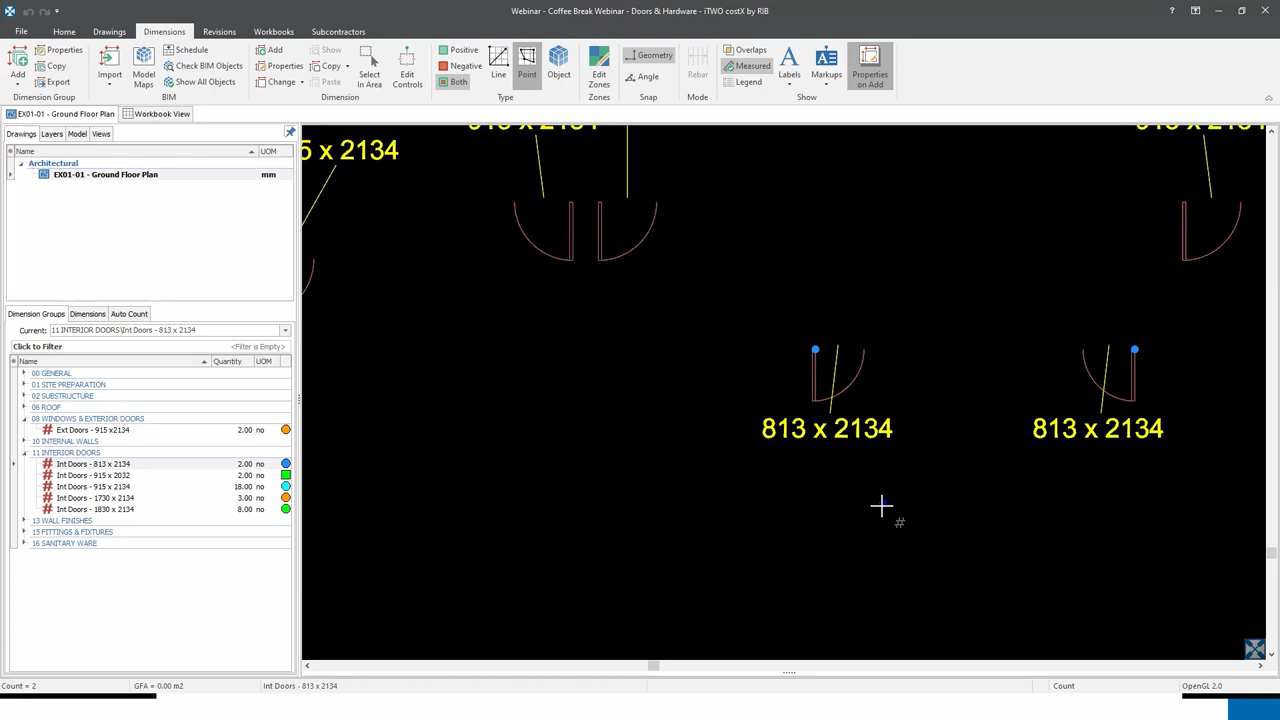 Webinar - Coffee Break Webinar - Doors & Hardware - iTWO costX by RIB
File Home Drawings Dimensions Revisions Workbooks Subcontractors
Add Properties Copy Export Import Model Maps Schedule Check BIM Objects Show All Objects Add Properties Change Show Copy Paste Select In Area Edit Controls Positive Negative Both Line Point Object Edit Zones Geometry Angle Rebar Overlaps Measured Legend Labels Markups Properties on Add
Dimension Group BIM Dimension Type Zones Snap Mode Show
EX01-01 - Ground Floor Plan Workbook View
Drawings Layers Model Views
Name UOM
Architectural
EX01-01 - Ground Floor Plan mm
Dimension Groups Dimensions Auto Count
Current: 11 INTERIOR DOORS\Int Doors - 813 x 2134
Click to Filter <Filter is Empty>
Name Quantity UOM
00 GENERAL
01 SITE PREPARATION
02 SUBSTRUCTURE
06 ROOF
08 WINDOWS & EXTERIOR DOORS
Ext Doors - 915 x2134 2.00 no
10 INTERNAL WALLS
11 INTERIOR DOORS
Int Doors - 813 x 2134 2.00 no
Int Doors - 915 x 2032 2.00 no
Int Doors - 915 x 2134 18.00 no
Int Doors - 1730 x 2134 3.00 no
Int Doors - 1830 x 2134 8.00 no
13 WALL FINISHES
15 FITTINGS & FIXTURES
16 SANITARY WARE
5 x 2134
813 x 2134
813 x 2134
#
Count = 2 GFA = 0.00 m2 Int Doors - 813 x 2134 Count OpenGL 2.0